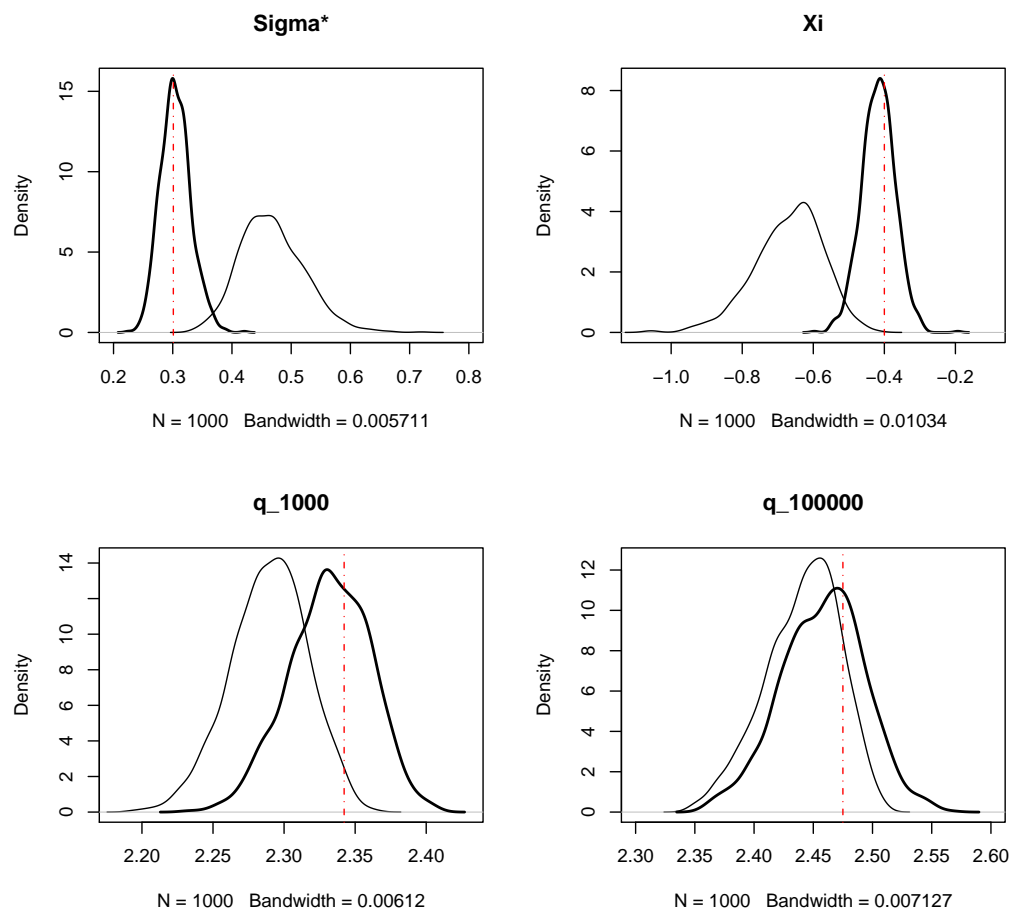 Sigma*
Density
0 5 10 15
0.2 0.3 0.4 0.5 0.6 0.7 0.8
N = 1000 Bandwidth = 0.005711
Xi
Density
0 2 4 6 8
−1.0 −0.8 −0.6 −0.4 −0.2
N = 1000 Bandwidth = 0.01034
q_1000
Density
0 2 4 6 8 10 14
2.20 2.25 2.30 2.35 2.40
N = 1000 Bandwidth = 0.00612
q_100000
Density
0 2 4 6 8 10 12
2.30 2.35 2.40 2.45 2.50 2.55 2.60
N = 1000 Bandwidth = 0.007127